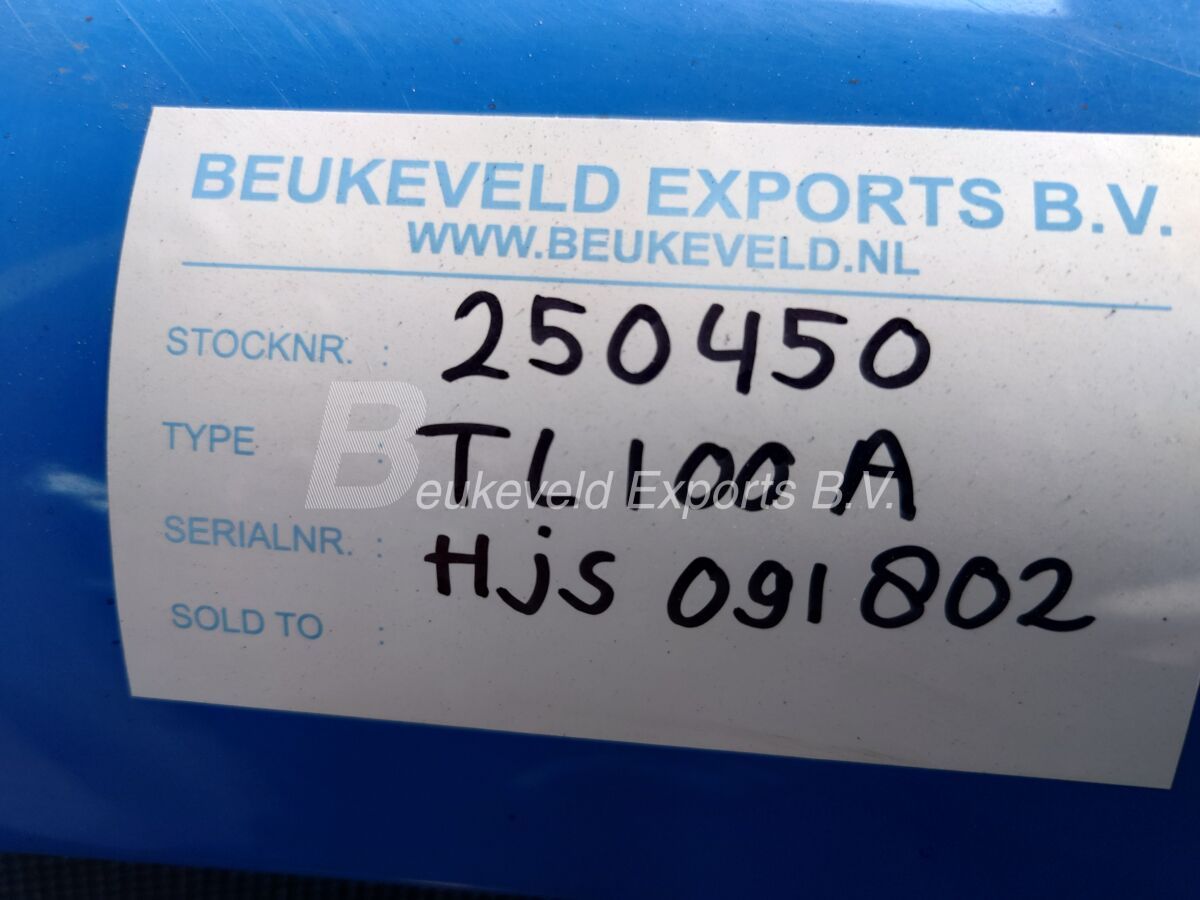 BEUKEVELD EXPORTS B.V.
WWW.BEUKEVELD.NL
STOCKNR. : 250450
TYPE : TL100A
Beukeveld Exports B.V.
SERIALNR. : HjS 091802
SOLD TO :